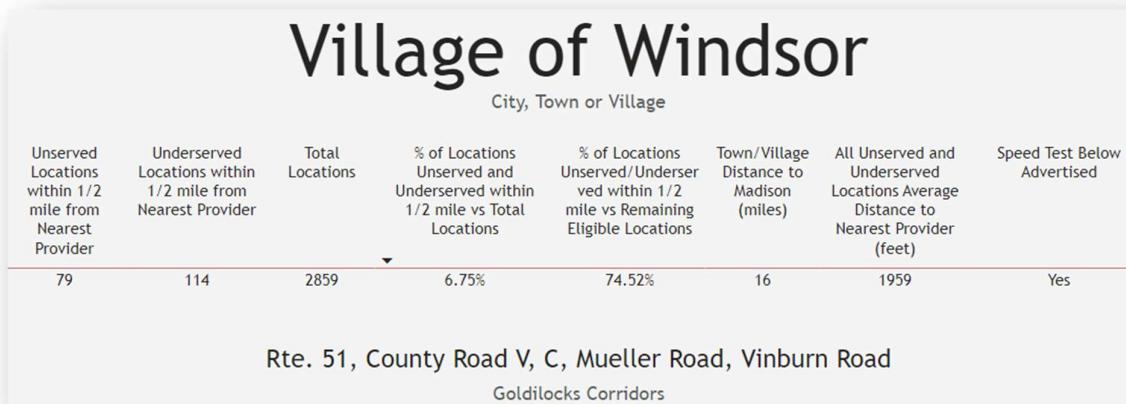 Village of Windsor
City, Town or Village
Unserved
Locations
within 1/2
mile from
Nearest
Provider
Underserved
Locations within
1/2 mile from
Nearest Provider
Total
Locations
% of Locations
Unserved and
Underserved within
1/2 mile vs Total
Locations
% of Locations
Unserved/Underser
ved within 1/2
mile vs Remaining
Eligible Locations
Town/Village
Distance to
Madison
(miles)
All Unserved and
Underserved
Locations Average
Distance to
Nearest Provider
(feet)
Speed Test Below
Advertised
79 114 2859 6.75% 74.52% 16 1959 Yes
Rte. 51, County Road V, C, Mueller Road, Vinburn Road
Goldilocks Corridors